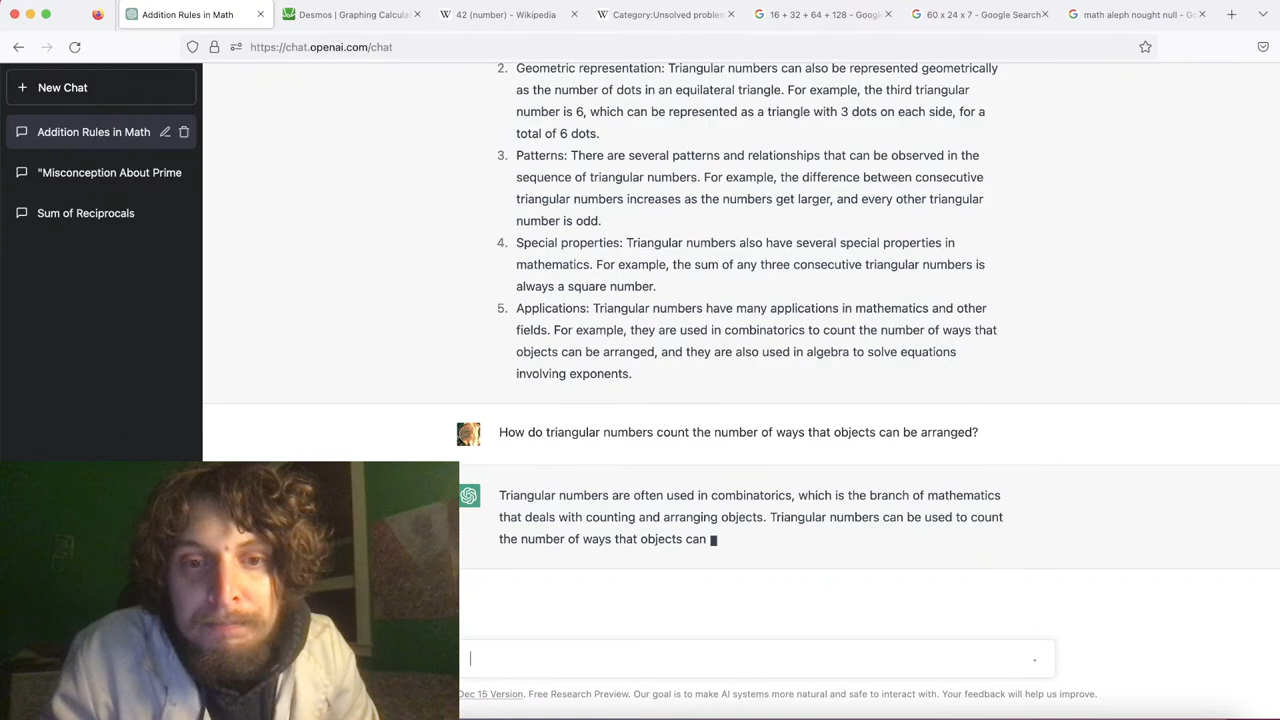 Addition Rules in Math
Desmos | Graphing Calcula
42 (number) - Wikipedia
Category:Unsolved problem
16 + 32 + 64 + 128 - Googl
60 x 24 x 7 - Google Search
math aleph nought null - Go
https://chat.openai.com/chat
New Chat
Addition Rules in Math
"Misconception About Prime
Sum of Reciprocals
2. Geometric representation: Triangular numbers can also be represented geometrically
as the number of dots in an equilateral triangle. For example, the third triangular
number is 6, which can be represented as a triangle with 3 dots on each side, for a
total of 6 dots.
3. Patterns: There are several patterns and relationships that can be observed in the
sequence of triangular numbers. For example, the difference between consecutive
triangular numbers increases as the numbers get larger, and every other triangular
number is odd.
4. Special properties: Triangular numbers also have several special properties in
mathematics. For example, the sum of any three consecutive triangular numbers is
always a square number.
5. Applications: Triangular numbers have many applications in mathematics and other
fields. For example, they are used in combinatorics to count the number of ways that
objects can be arranged, and they are also used in algebra to solve equations
involving exponents.
How do triangular numbers count the number of ways that objects can be arranged?
Triangular numbers are often used in combinatorics, which is the branch of mathematics
that deals with counting and arranging objects. Triangular numbers can be used to count
the number of ways that objects can
Dec 15 Version. Free Research Preview. Our goal is to make AI systems more natural and safe to interact with. Your feedback will help us improve.